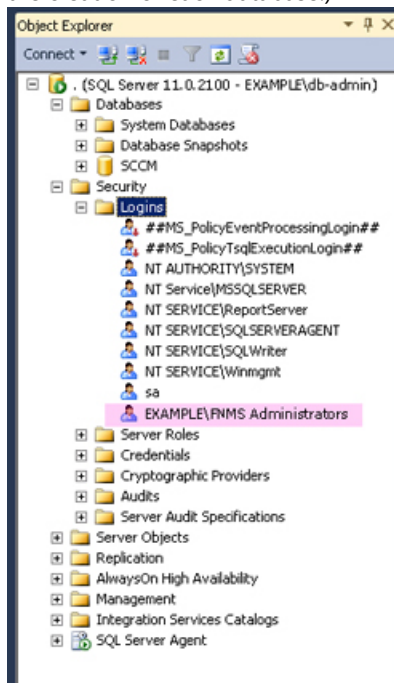 Object Explorer
Connect
. (SQL Server 11.0.2100 - EXAMPLE\db-admin)
Databases
System Databases
Database Snapshots
SCCM
Security
Logins
##MS_PolicyEventProcessingLogin##
##MS_PolicyTsqlExecutionLogin##
NT AUTHORITY\SYSTEM
NT Service\MSSQLSERVER
NT SERVICE\ReportServer
NT SERVICE\SQLSERVERAGENT
NT SERVICE\SQLWriter
NT SERVICE\Winmgmt
sa
EXAMPLE\FNMS Administrators
Server Roles
Credentials
Cryptographic Providers
Audits
Server Audit Specifications
Server Objects
Replication
AlwaysOn High Availability
Management
Integration Services Catalogs
SQL Server Agent